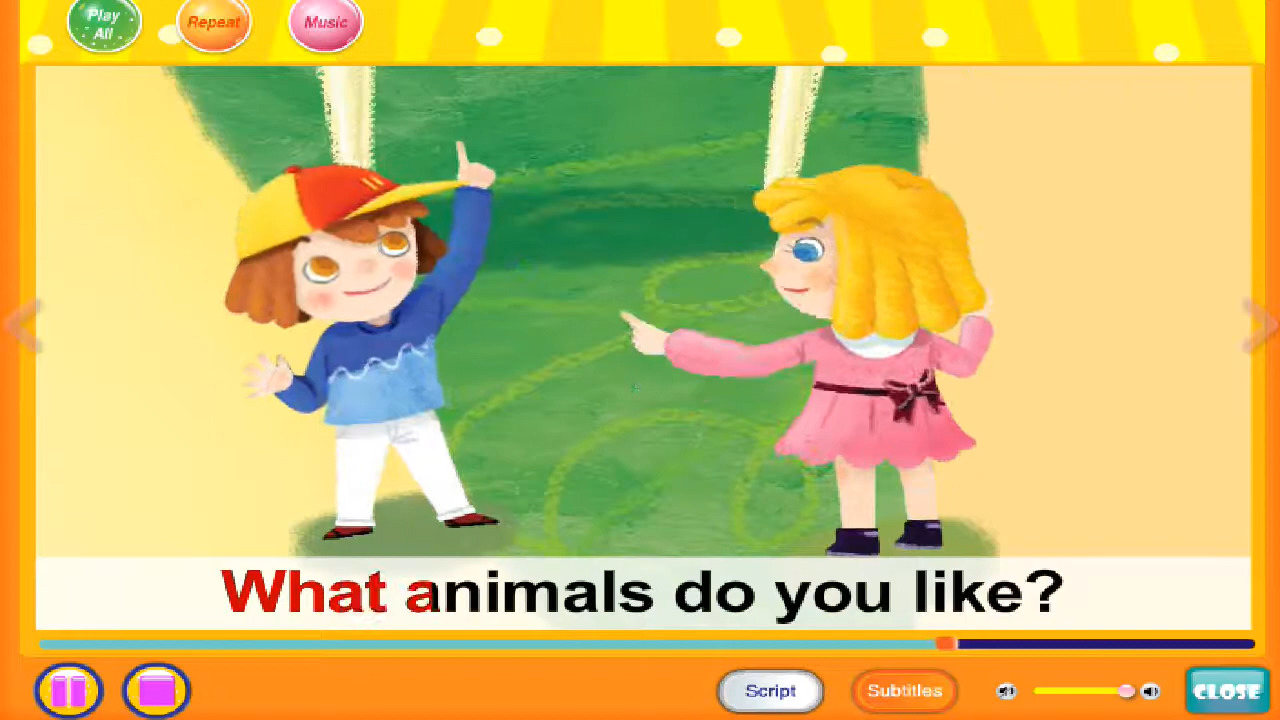 Play
All
Repeat
Music
What animals do you like?
Script
Subtitles
CLOSE